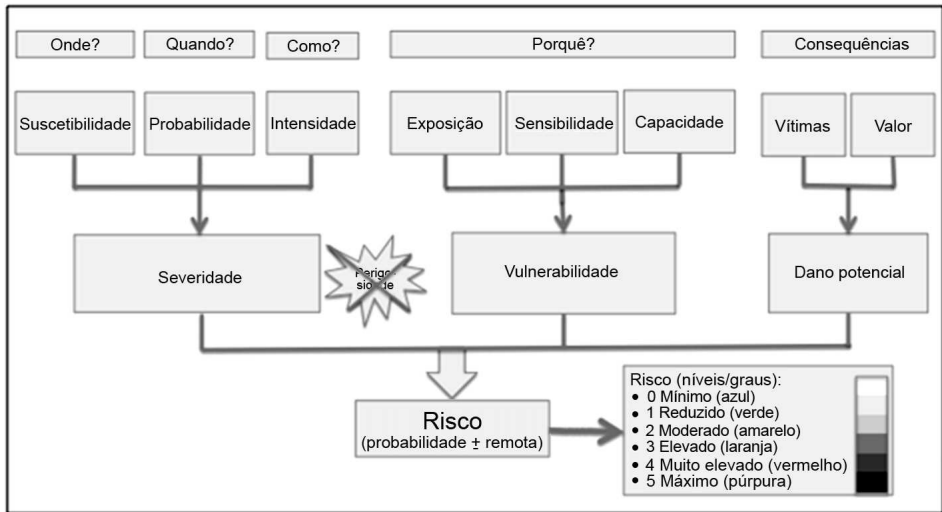 Onde?
Quando?
Como?
Porquê?
Consequências
Suscetibilidade
Probabilidade
Intensidade
Exposição
Sensibilidade
Capacidade
Vítimas
Valor
Severidade
Vulnerabilidade
Dano potencial
Risco
(probabilidade ± remota)
Risco (níveis/graus):
• 0 Mínimo (azul)
• 1 Reduzido (verde)
• 2 Moderado (amarelo)
• 3 Elevado (laranja)
• 4 Muito elevado (vermelho)
• 5 Máximo (púrpura)